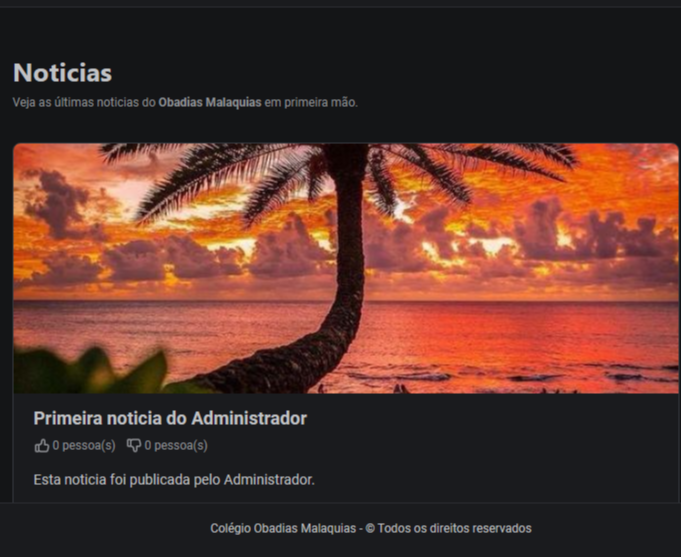 Noticias
Veja as últimas noticias do Obadias Malaquias em primeira mão.
Primeira noticia do Administrador
0 pessoa(s) 0 pessoa(s)
Esta noticia foi publicada pelo Administrador.
Colégio Obadias Malaquias - © Todos os direitos reservados